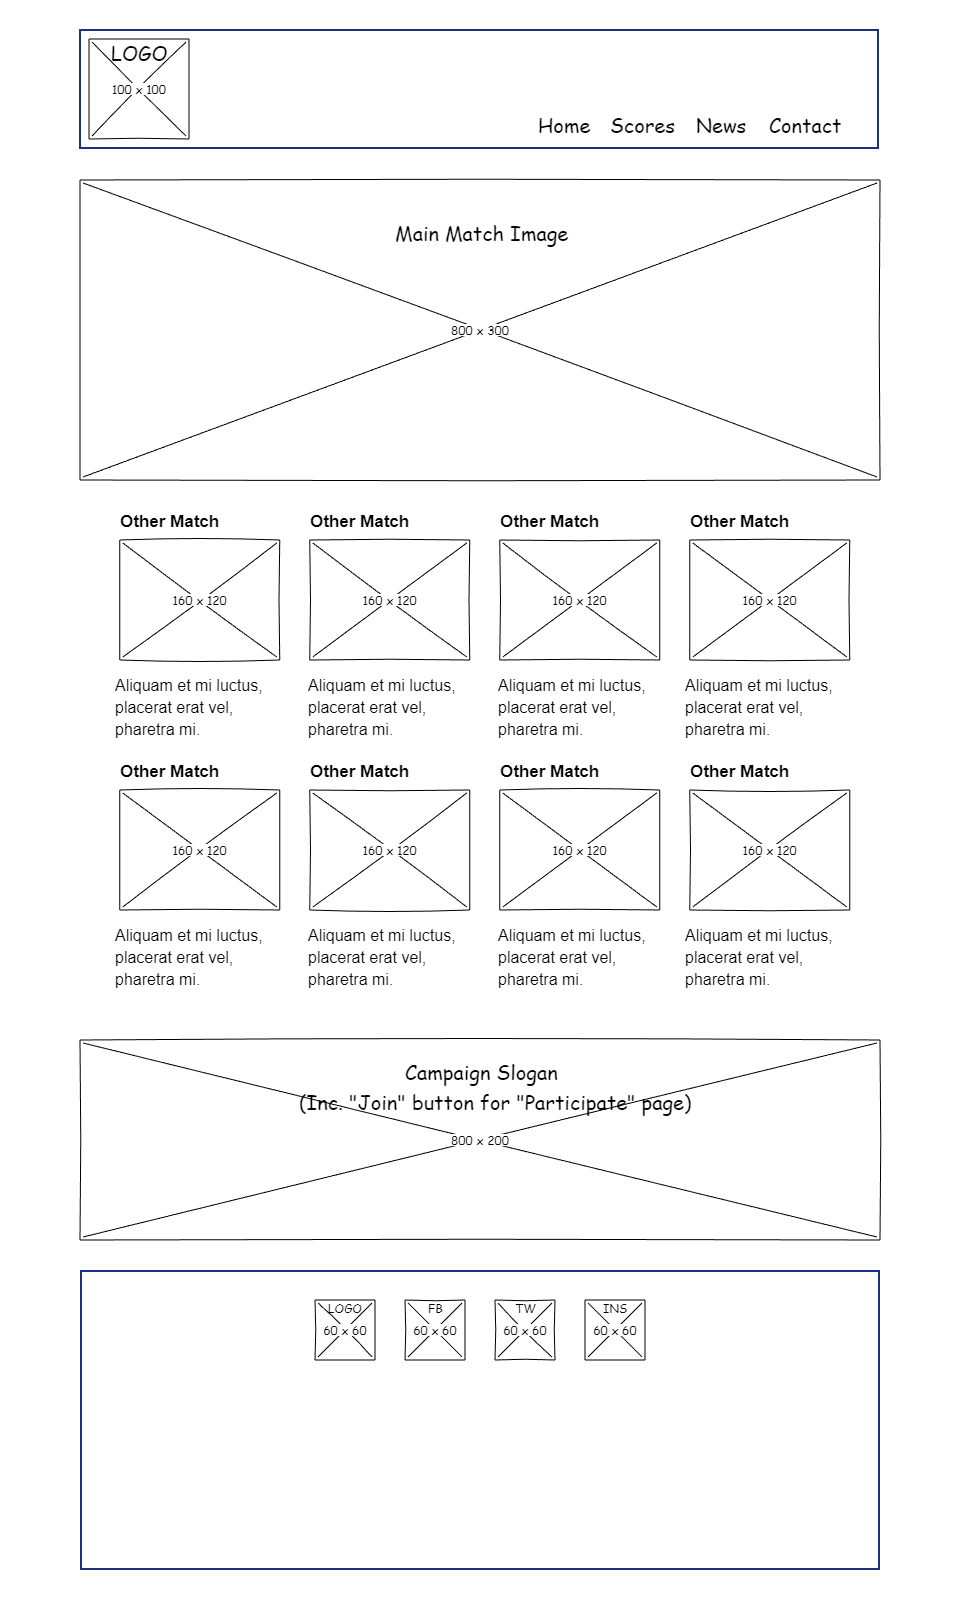 LOGO
100 x 100
Home Scores News Contact
Main Match Image
800 x 300
Other Match Other Match Other Match Other Match
160 x 120 160 x 120 160 x 120 160 x 120
Aliquam et mi luctus, Aliquam et mi luctus, Aliquam et mi luctus, Aliquam et mi luctus,
placerat erat vel, placerat erat vel, placerat erat vel, placerat erat vel,
pharetra mi. pharetra mi. pharetra mi. pharetra mi.
Other Match Other Match Other Match Other Match
160 x 120 160 x 120 160 x 120 160 x 120
Aliquam et mi luctus, Aliquam et mi luctus, Aliquam et mi luctus, Aliquam et mi luctus,
placerat erat vel, placerat erat vel, placerat erat vel, placerat erat vel,
pharetra mi. pharetra mi. pharetra mi. pharetra mi.
Campaign Slogan
(Inc. "Join" button for "Participate" page)
800 x 200
LOGO FB TW INS
60 x 60 60 x 60 60 x 60 60 x 60